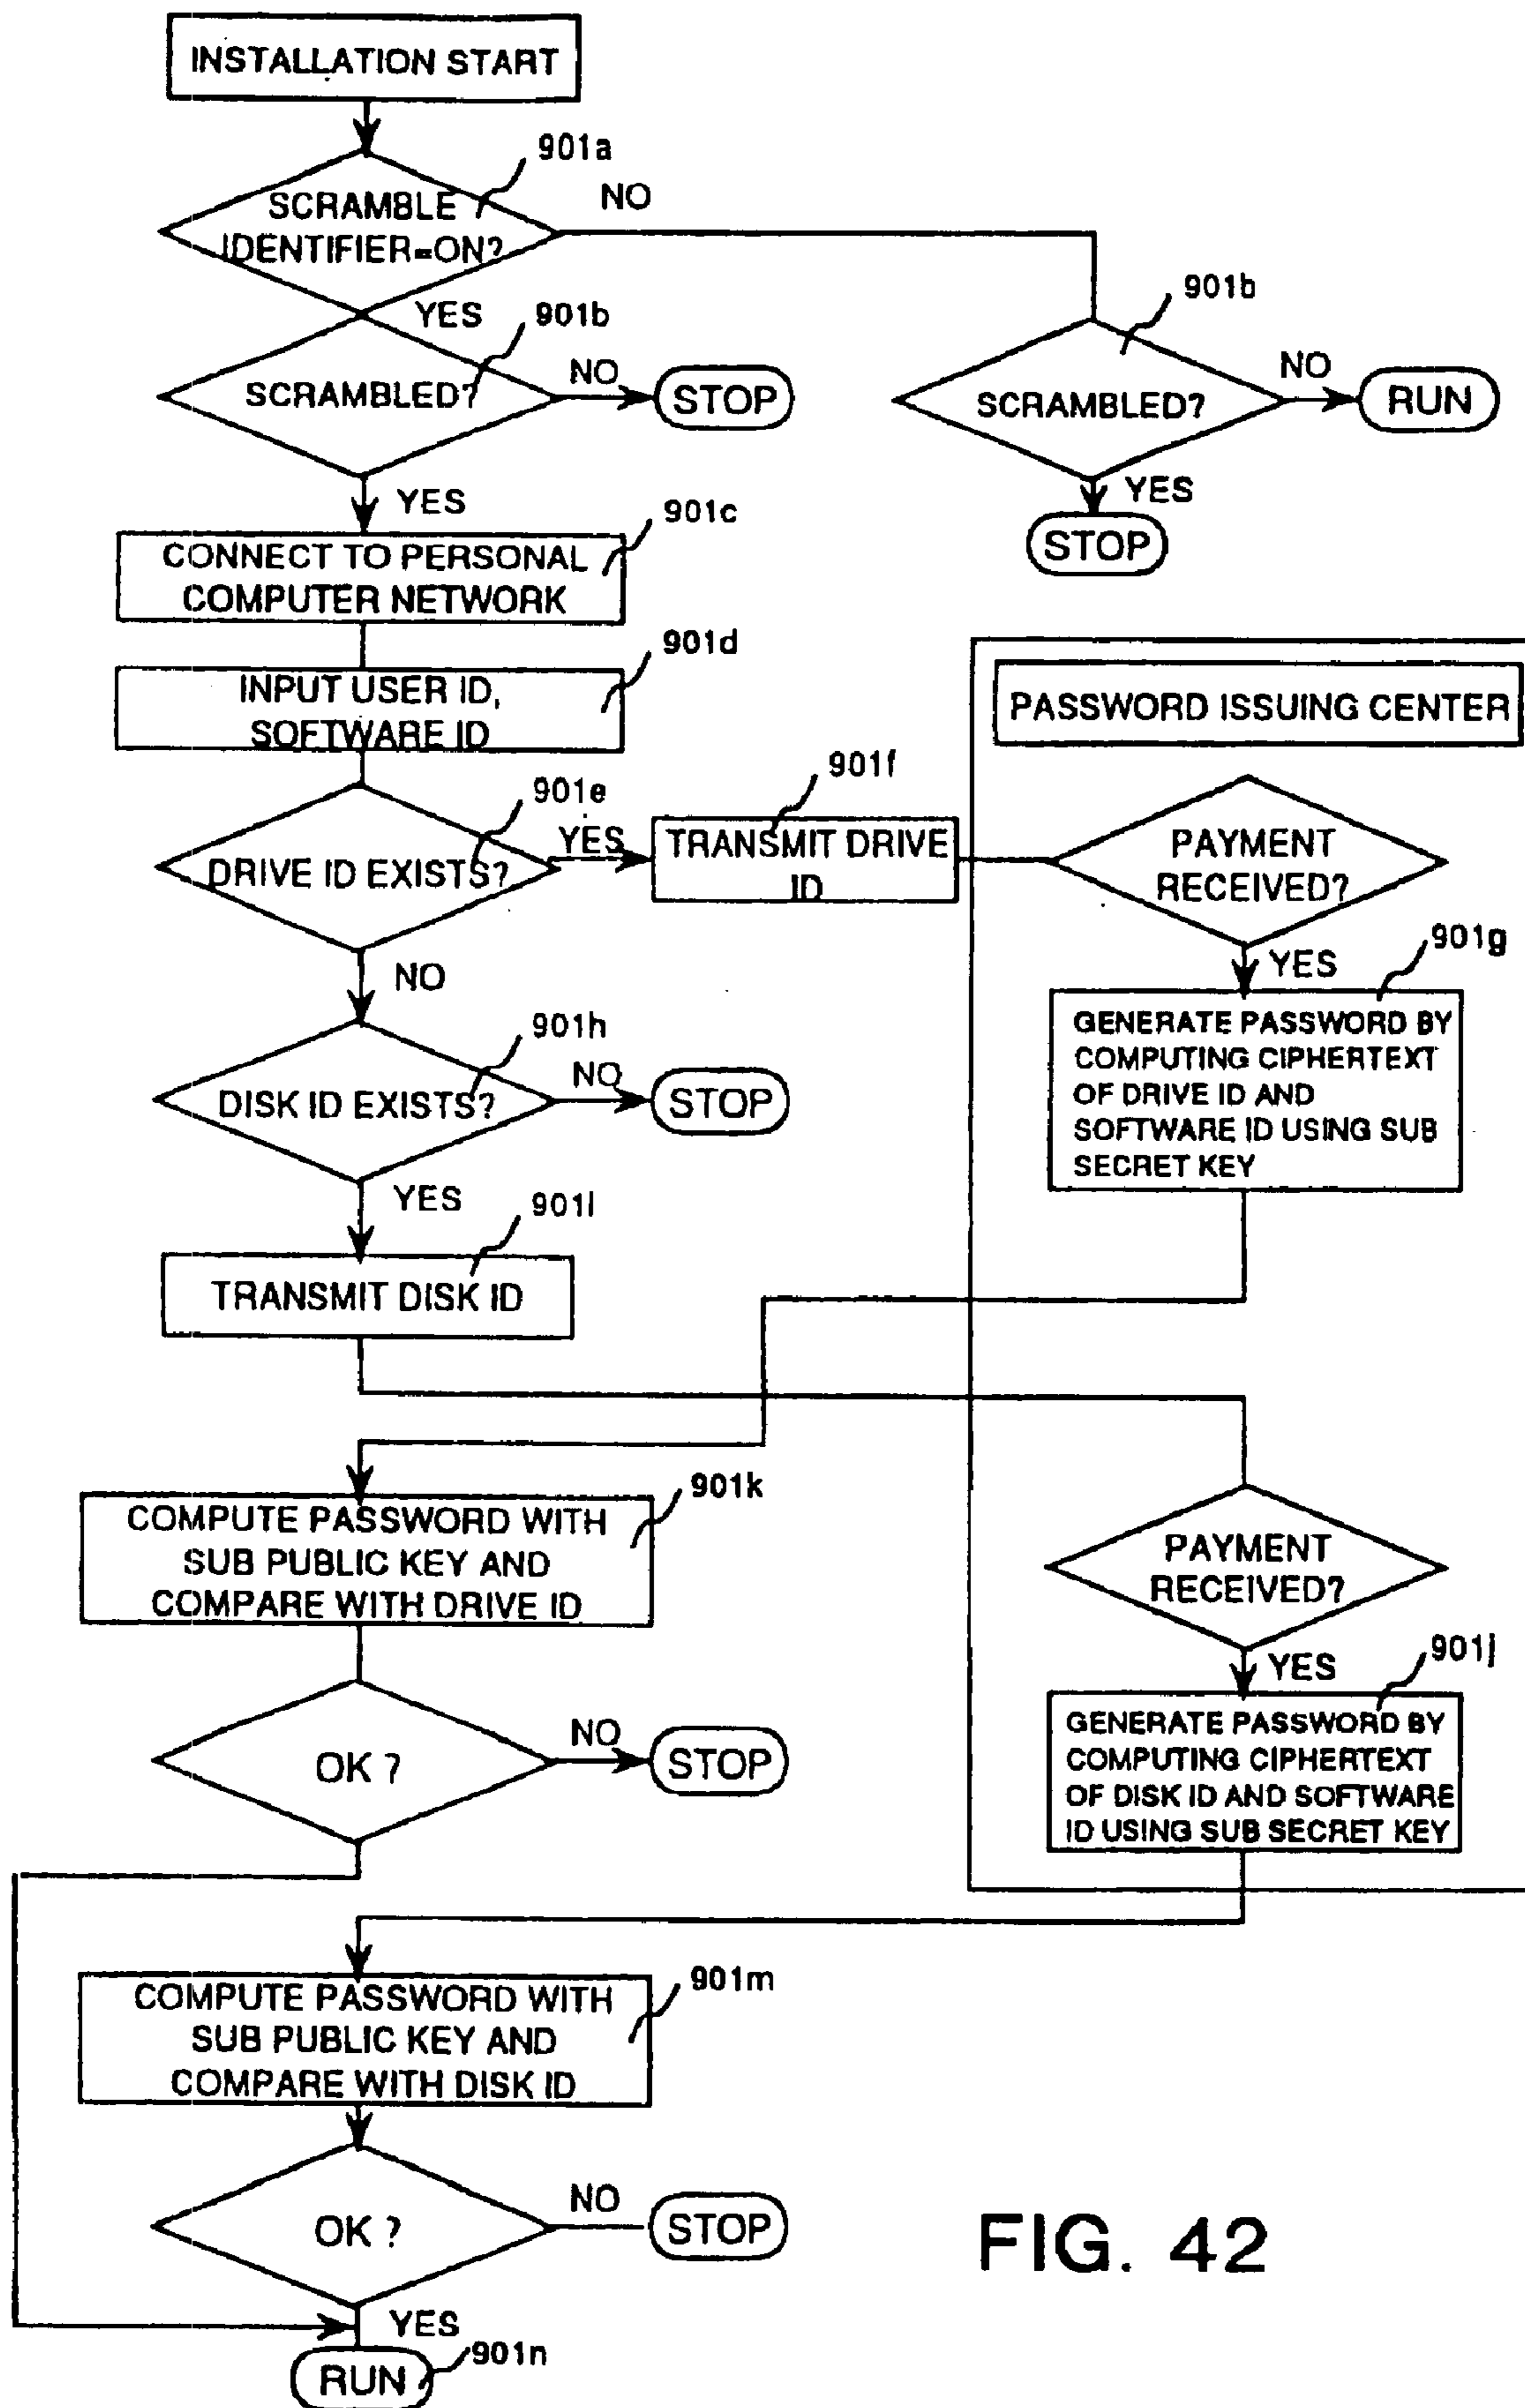 INSTALLATION START
901a
SCRAMBLE
IDENTIFIER=ON?
NO
YES
901b
SCRAMBLED?
NO
STOP
901b
SCRAMBLED?
NO
RUN
YES
STOP
YES
901c
CONNECT TO PERSONAL
COMPUTER NETWORK
901d
INPUT USER ID,
SOFTWARE ID
PASSWORD ISSUING CENTER
901e
DRIVE ID EXISTS?
YES
901f
TRANSMIT DRIVE
ID
PAYMENT
RECEIVED?
YES
901g
GENERATE PASSWORD BY
COMPUTING CIPHERTEXT
OF DRIVE ID AND
SOFTWARE ID USING SUB
SECRET KEY
NO
901h
DISK ID EXISTS?
NO
STOP
YES
901i
TRANSMIT DISK ID
901k
COMPUTE PASSWORD WITH
SUB PUBLIC KEY AND
COMPARE WITH DRIVE ID
PAYMENT
RECEIVED?
YES
901j
GENERATE PASSWORD BY
COMPUTING CIPHERTEXT
OF DISK ID AND SOFTWARE
ID USING SUB SECRET KEY
OK ?
NO
STOP
901m
COMPUTE PASSWORD WITH
SUB PUBLIC KEY AND
COMPARE WITH DISK ID
OK ?
NO
STOP
YES
RUN
901n
FIG. 42